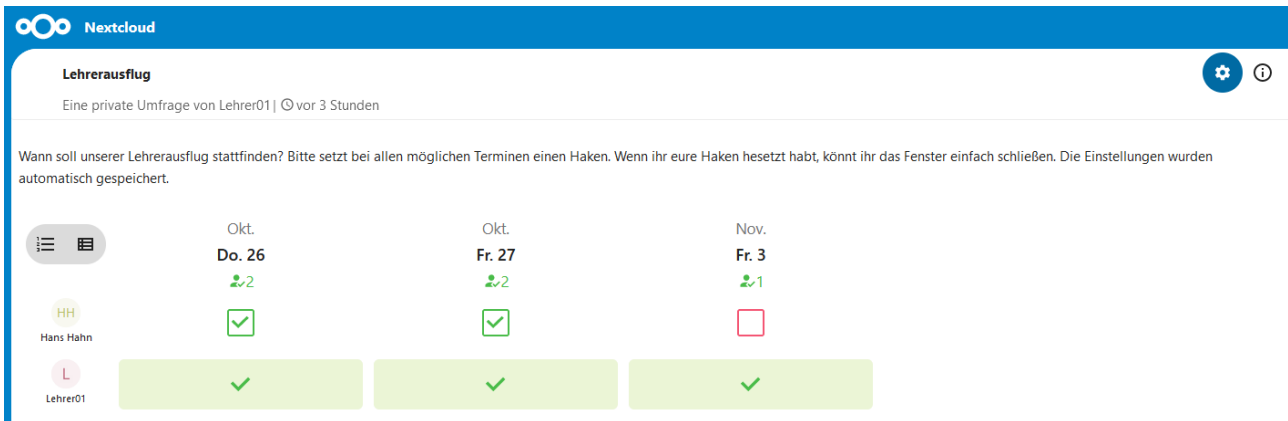 Nextcloud
Lehrerausflug
Eine private Umfrage von Lehrer01 | vor 3 Stunden
Wann soll unserer Lehrerausflug stattfinden? Bitte setzt bei allen möglichen Terminen einen Haken. Wenn ihr eure Haken hesetzt habt, könnt ihr das Fenster einfach schließen. Die Einstellungen wurden
automatisch gespeichert.
Okt. Okt. Nov.
Do. 26 Fr. 27 Fr. 3
2 2 1
HH
Hans Hahn
L
Lehrer01